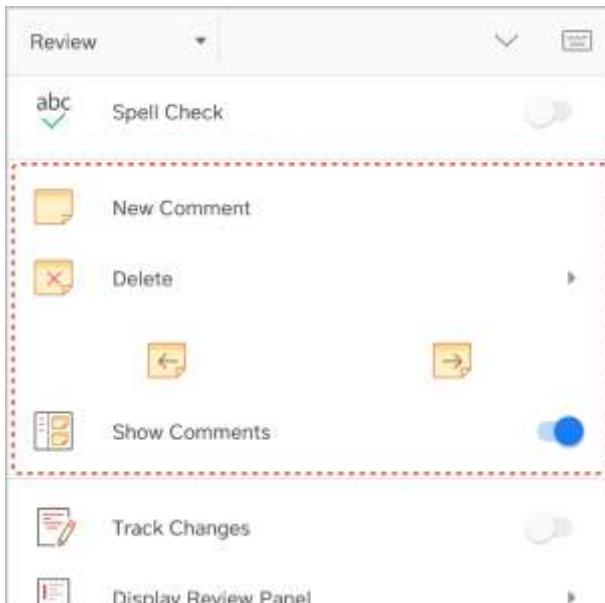 Review
abc
Spell Check
New Comment
Delete
Show Comments
Track Changes
Display Review Panel